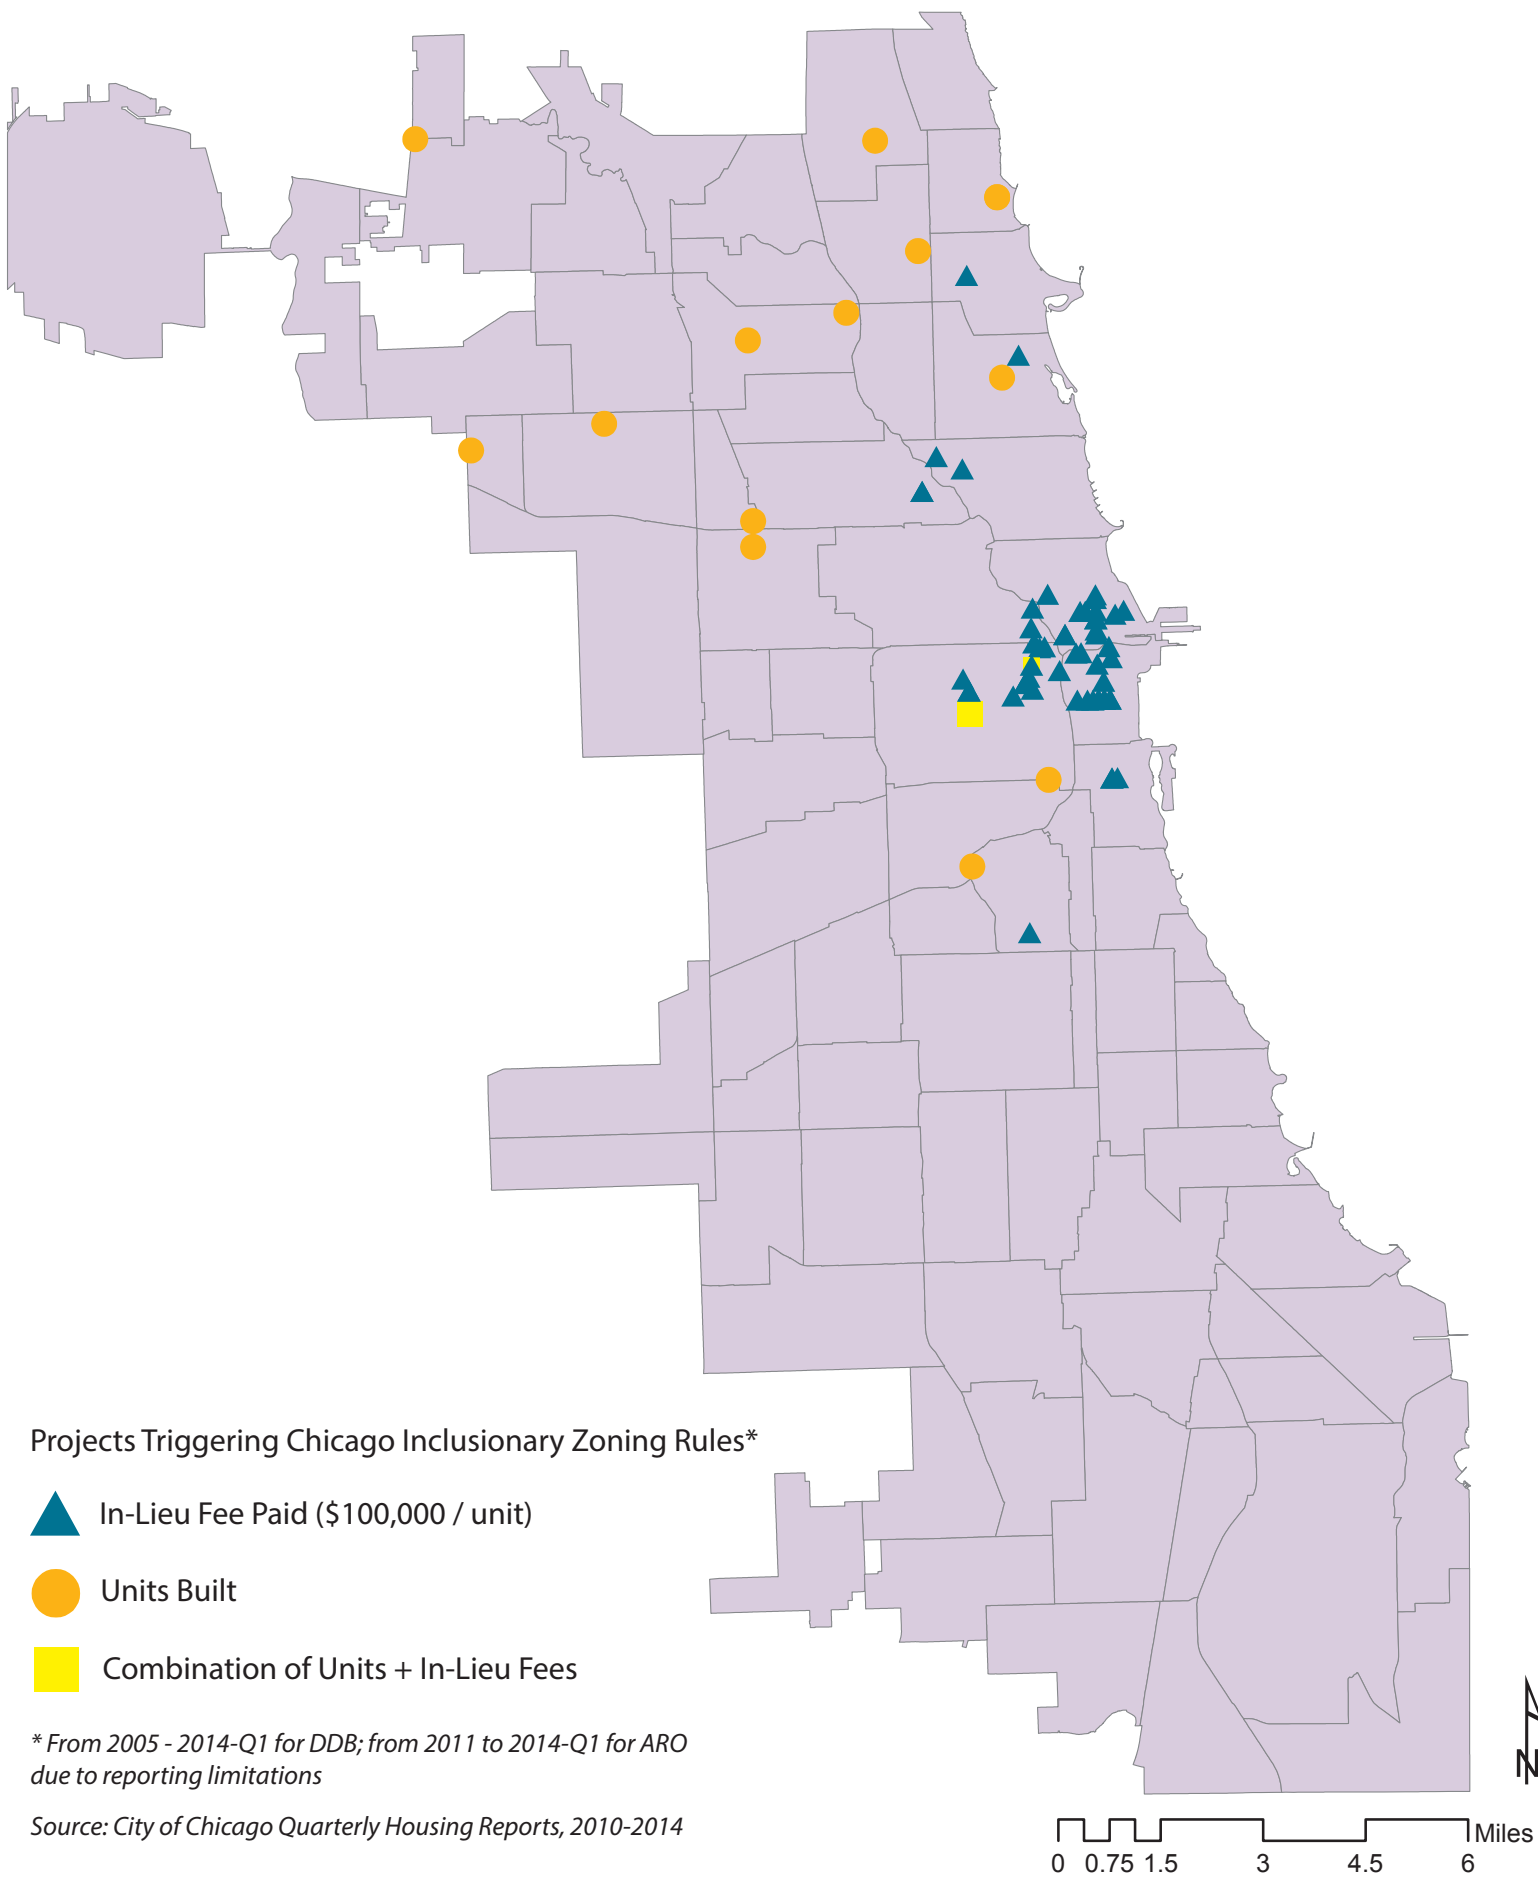 Projects Triggering Chicago Inclusionary Zoning Rules*
In-Lieu Fee Paid ($100,000 / unit)
Units Built
Combination of Units + In-Lieu Fees
* From 2005 - 2014-Q1 for DDB; from 2011 to 2014-Q1 for ARO
due to reporting limitations
Source: City of Chicago Quarterly Housing Reports, 2010-2014
N
Miles
0 0.75 1.5 3 4.5 6